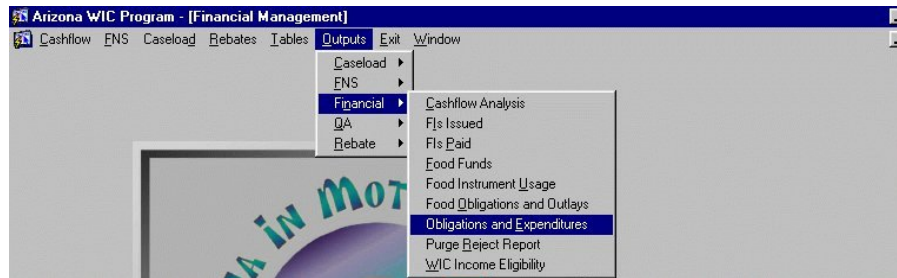 Arizona WIC Program - [Financial Management]
Cashflow FNS Caseload Rebates Tables Outputs Exit Window
Caseload
FNS
Financial
QA
Rebate
Cashflow Analysis
FIs Issued
FIs Paid
Food Funds
Food Instrument Usage
Food Obligations and Outlays
Obligations and Expenditures
Purge Reject Report
WIC Income Eligibility
IN MOT